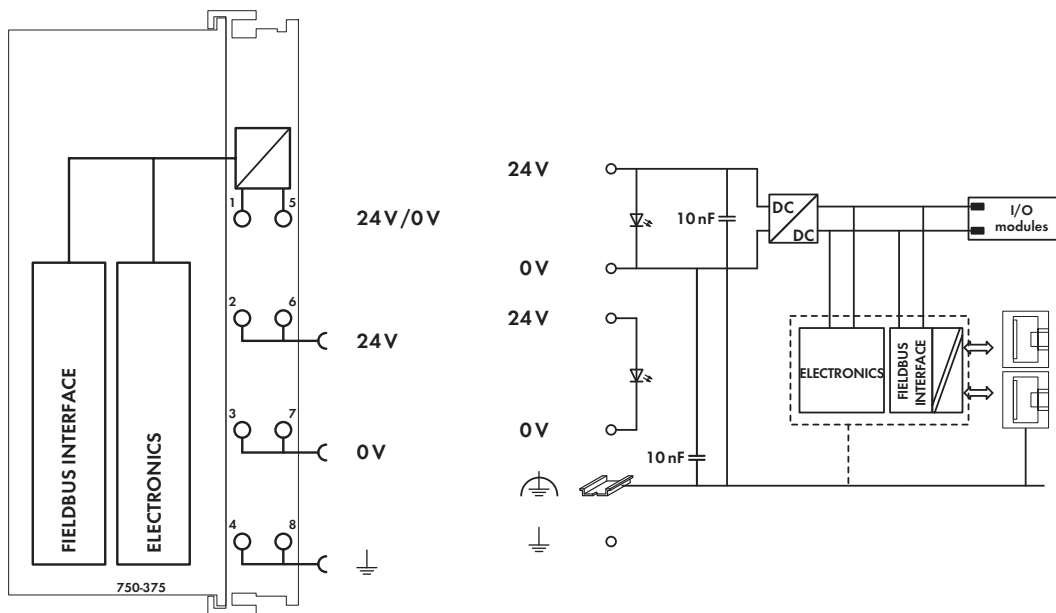 1
5
24V/0V
2
6
24V
3
7
0V
4
8
FIELDBUS INTERFACE
ELECTRONICS
750-375
24V
0V
24V
0V
10nF
10nF
DC
DC
I/O
modules
ELECTRONICS
FIELDBUS
INTERFACE